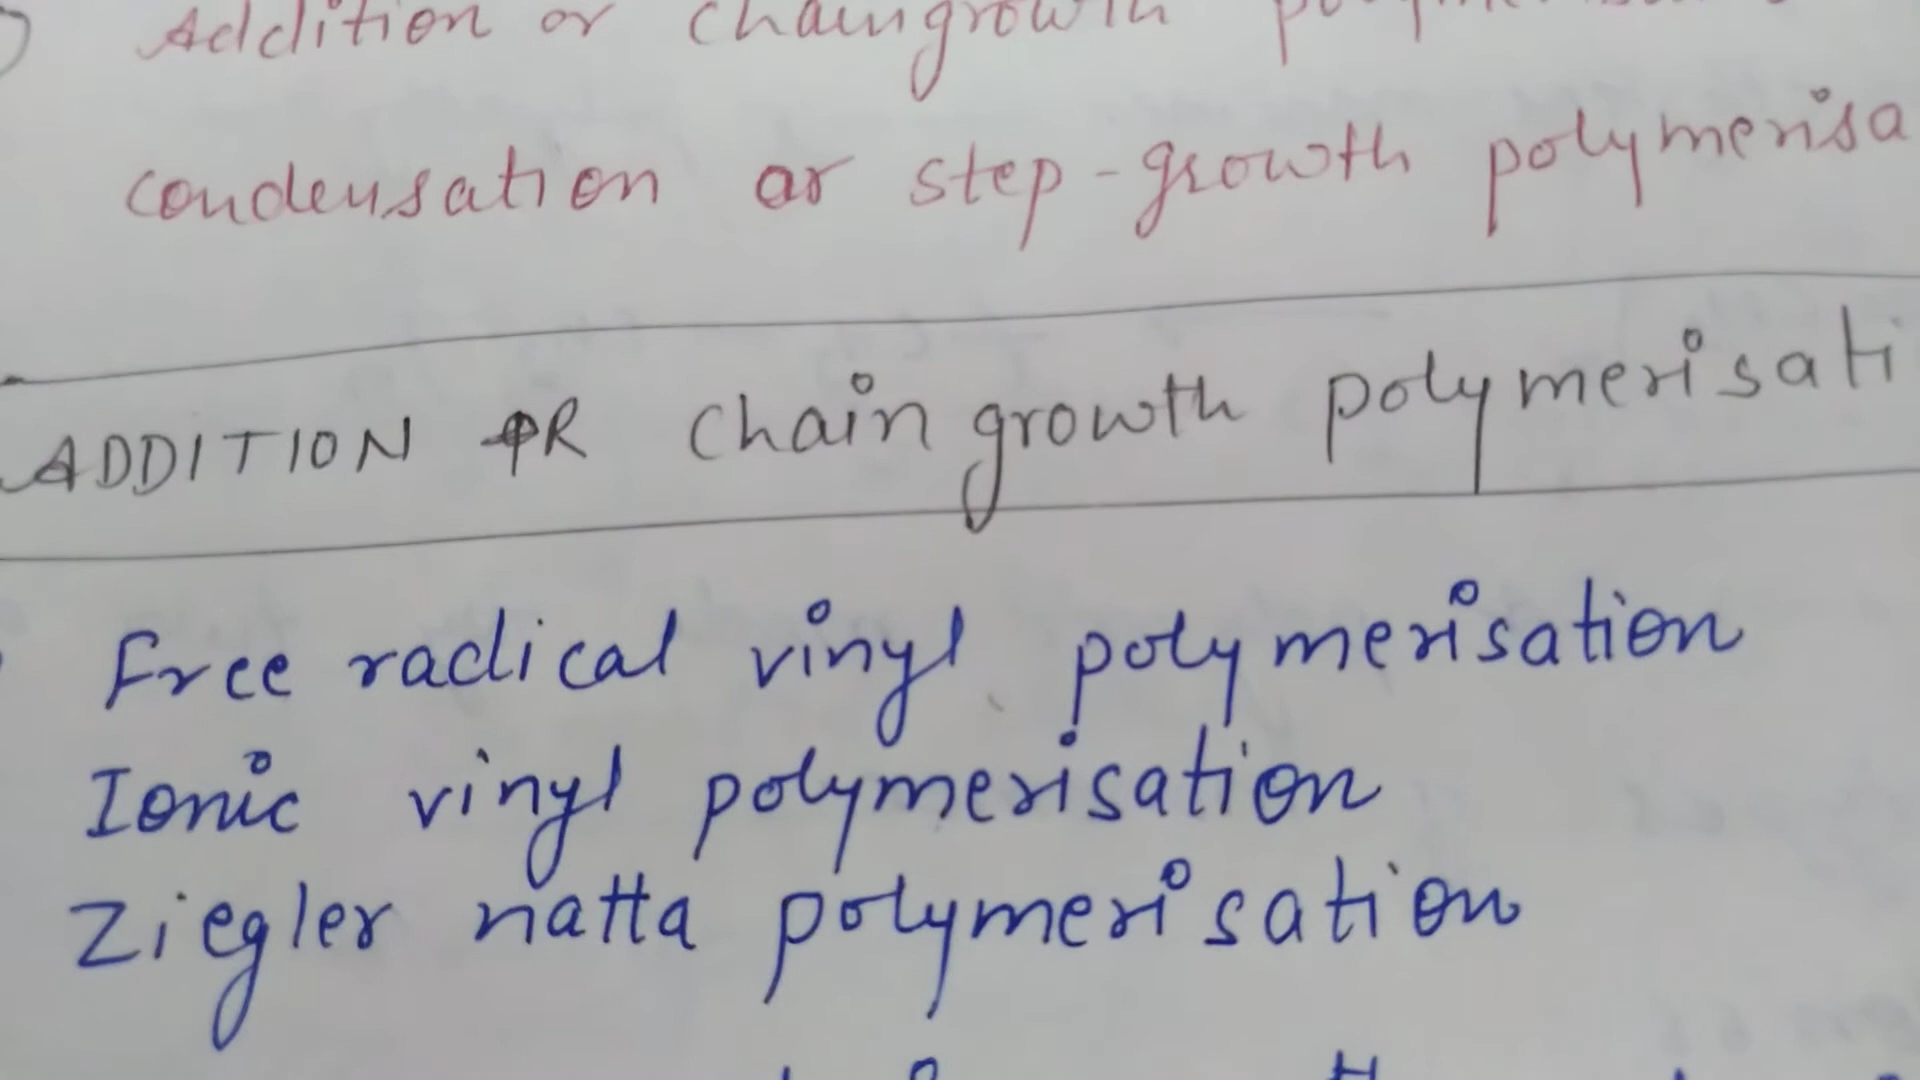 Addition or chaingrowth
condensation or step-growth polymerisa
ADDITION OR Chain growth polymerisati
Free radical vinyl polymerisation
Ionic vinyl polymerisation
Ziegler natta polymerisation